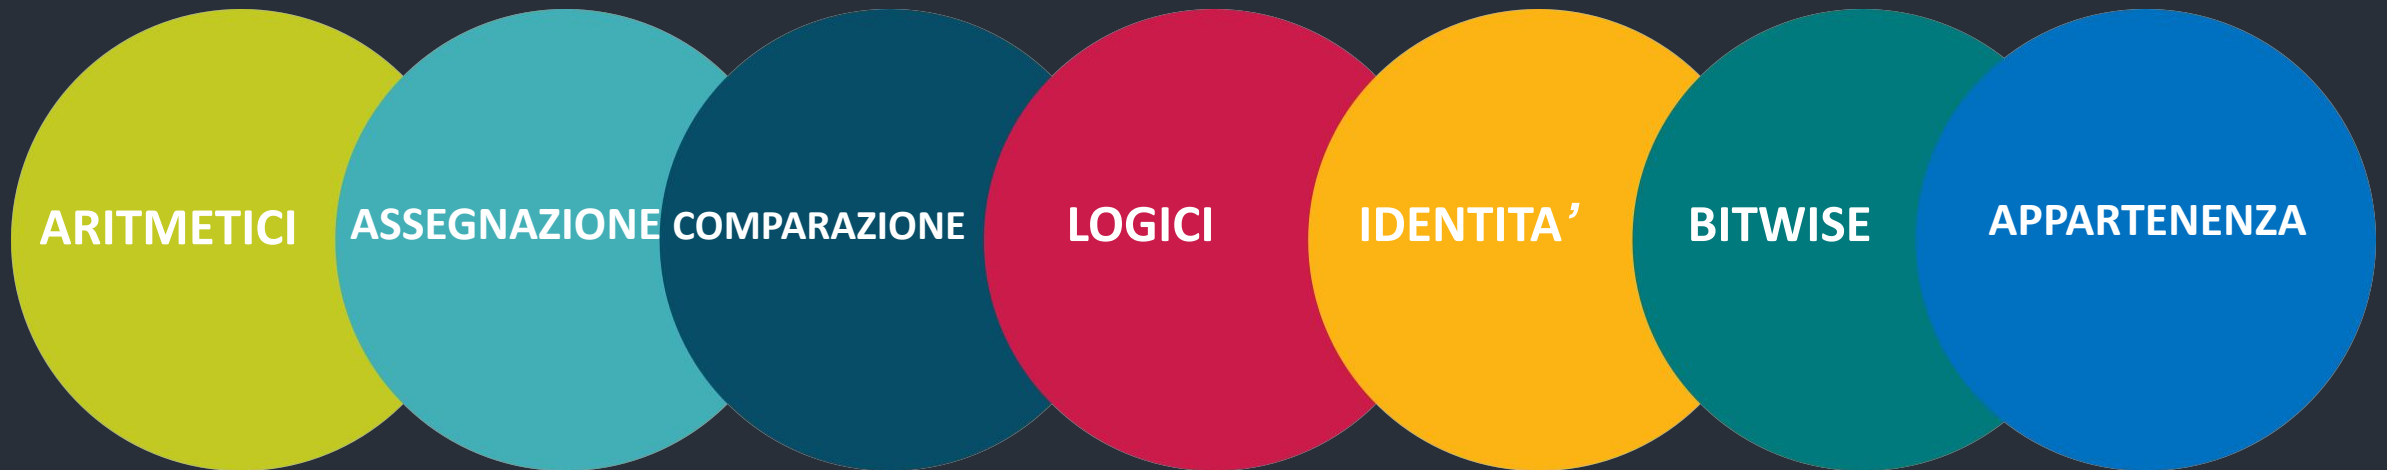 ARITMETICI
ASSEGNAZIONE
COMPARAZIONE
LOGICI
IDENTITA’
BITWISE
APPARTENENZA